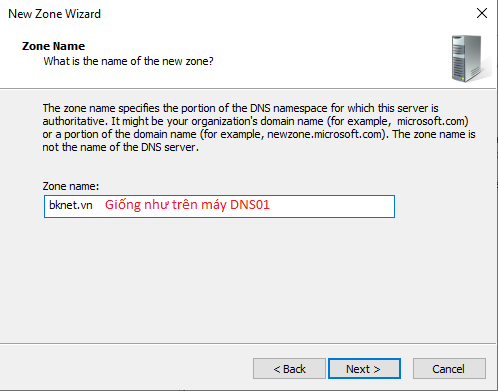 New Zone Wizard
Zone Name
What is the name of the new zone?
The zone name specifies the portion of the DNS namespace for which this server is
authoritative. It might be your organization's domain name (for example, microsoft.com)
or a portion of the domain name (for example, newzone.microsoft.com). The zone name is
not the name of the DNS server.
Zone name:
bknet.vn Giống như trên máy DNS01
< Back Next > Cancel